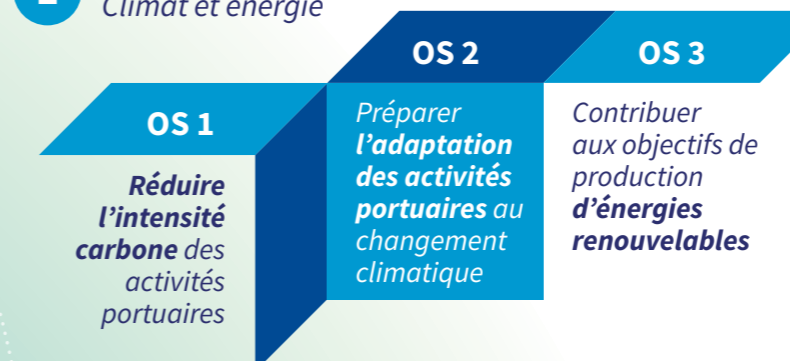 Climat et énergie
OS 1
Réduire
l’intensité
carbone des
activités
portuaires
OS 2
Préparer
l’adaptation
des activités
portuaires au
changement
climatique
OS 3
Contribuer
aux objectifs de
production
d’énergies
renouvelables